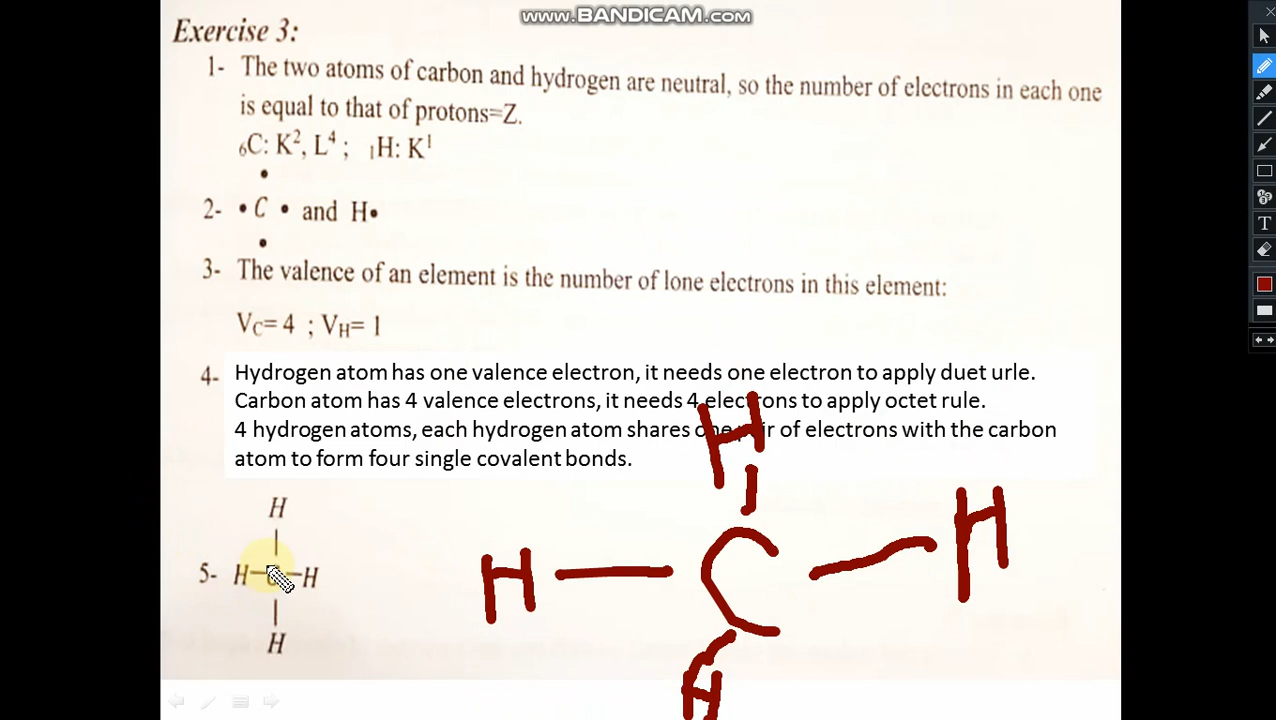 www.BANDICAM.com
Exercise 3:
1- The two atoms of carbon and hydrogen are neutral, so the number of electrons in each one
is equal to that of protons=Z.
₆C: K², L⁴ ; ₁H: K¹
2- • C • and H•
3- The valence of an element is the number of lone electrons in this element:
VC= 4 ; VH= 1
4- Hydrogen atom has one valence electron, it needs one electron to apply duet urle.
Carbon atom has 4 valence electrons, it needs 4 electrons to apply octet rule.
4 hydrogen atoms, each hydrogen atom shares one pair of electrons with the carbon
atom to form four single covalent bonds.
H
|
5- H—C—H
|
H
H
|
H — C — H
H